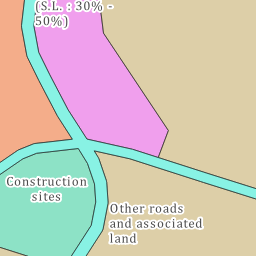 (S.L. : 30% -
50%)
Construction
sites
Other roads
and associated
land